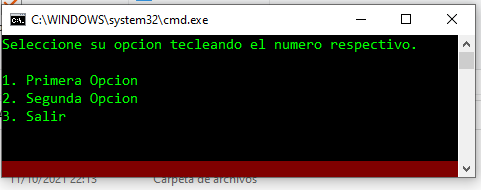 C:\WINDOWS\system32\cmd.exe
Seleccione su opcion tecleando el numero respectivo.
1. Primera Opcion
2. Segunda Opcion
3. Salir
11/10/2021 22:13 Carpeta de archivos